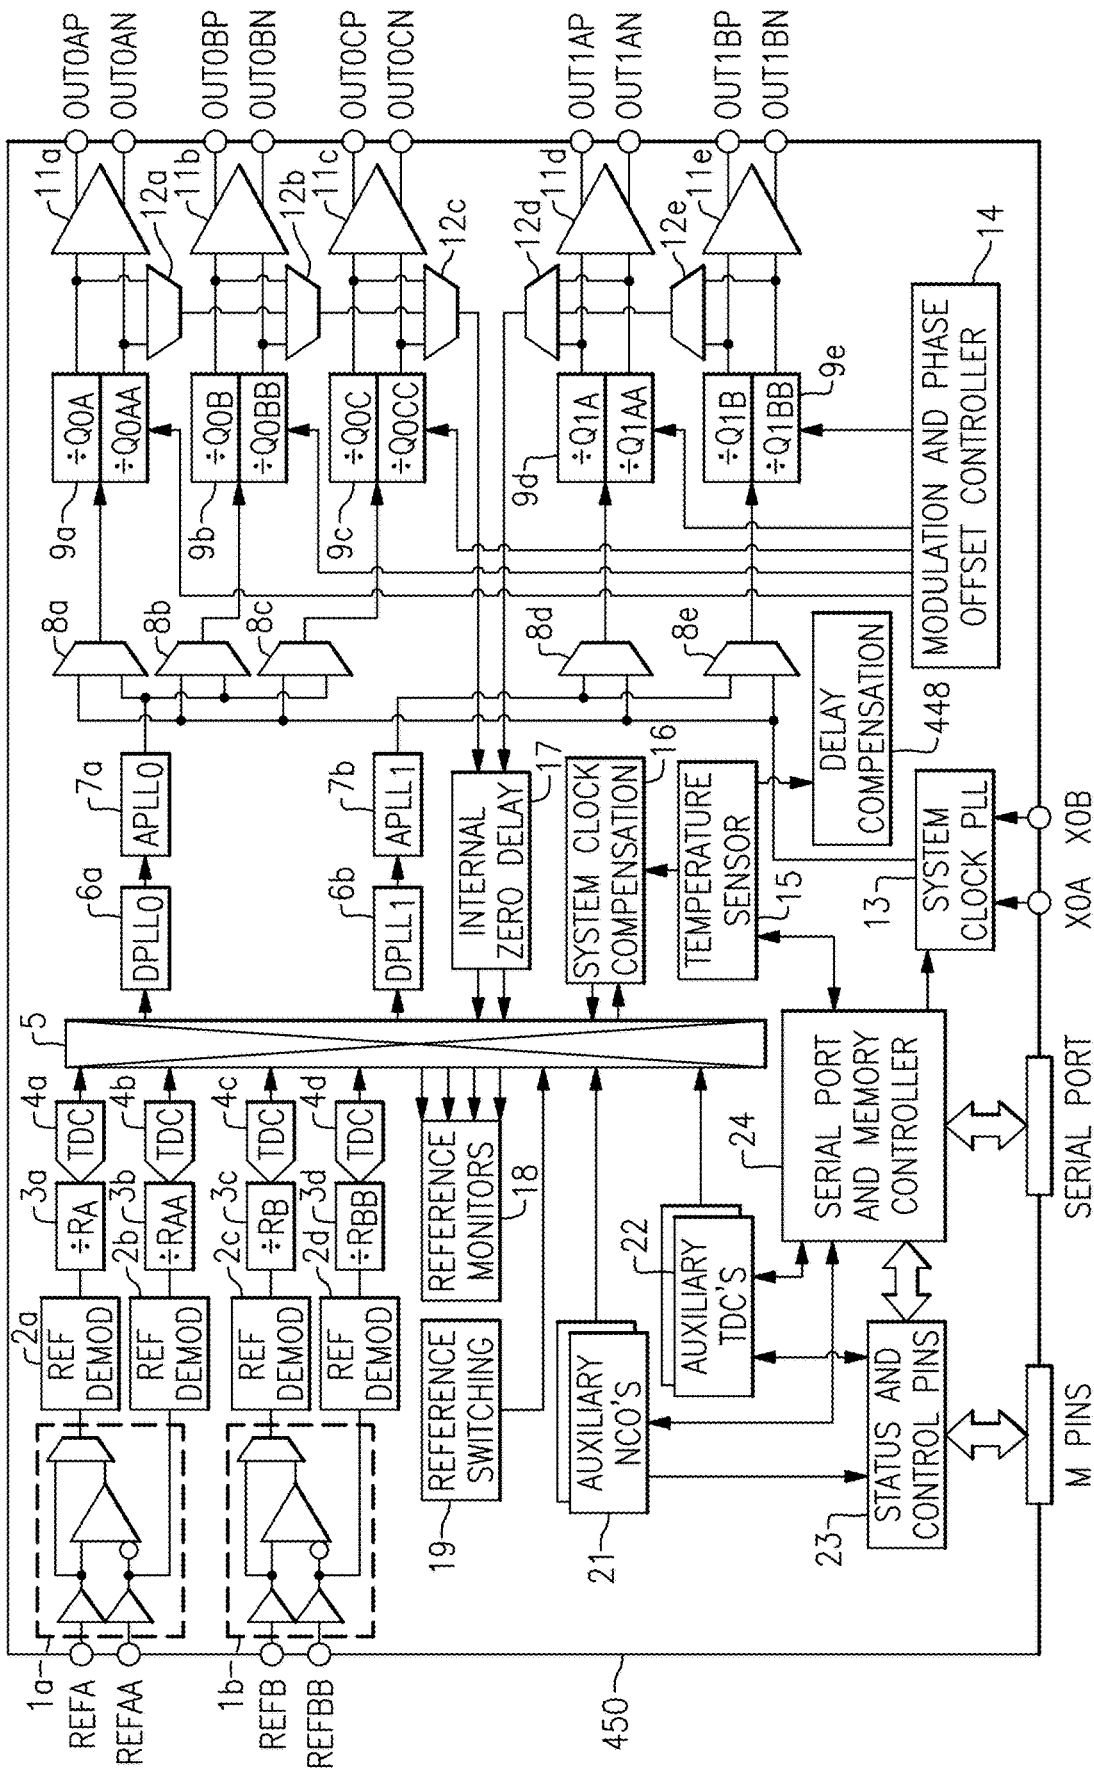 1a
REFA
REFAA
1b
REFB
REFBB
2a
REF
DEMOD
2b
REF
DEMOD
2c
REF
DEMOD
2d
REF
DEMOD
3a
÷RA
3b
÷RAA
3c
÷RB
3d
÷RBB
4a
TDC
4b
TDC
4c
TDC
4d
TDC
5
6a
DPLL0
7a
APLL0
6b
DPLL1
7b
APLL1
8a
8b
8c
8d
8e
9a
÷Q0A
÷Q0AA
9b
÷Q0B
÷Q0BB
9c
÷Q0C
÷Q0CC
9d
÷Q1A
÷Q1AA
÷Q1B
÷Q1BB
9e
11a
12a
11b
12b
11c
12c
12d
11d
12e
11e
OUT0AP
OUT0AN
OUT0BP
OUT0BN
OUT0CP
OUT0CN
OUT1AP
OUT1AN
OUT1BP
OUT1BN
INTERNAL
ZERO DELAY
17
SYSTEM CLOCK
COMPENSATION
16
TEMPERATURE
SENSOR
15
DELAY
COMPENSATION
448
MODULATION AND PHASE
OFFSET CONTROLLER
14
13
SYSTEM
CLOCK PLL
X0A
X0B
REFERENCE
MONITORS
18
REFERENCE
SWITCHING
19
AUXILIARY
NCO'S
21
22
AUXILIARY
TDC'S
24
SERIAL PORT
AND MEMORY
CONTROLLER
SERIAL PORT
23
STATUS AND
CONTROL PINS
M PINS
450